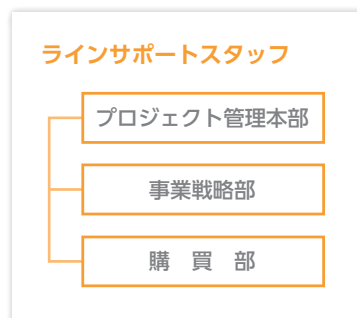 ラインサポートスタッフ
プロジェクト管理本部
事業戦略部
購　買　部